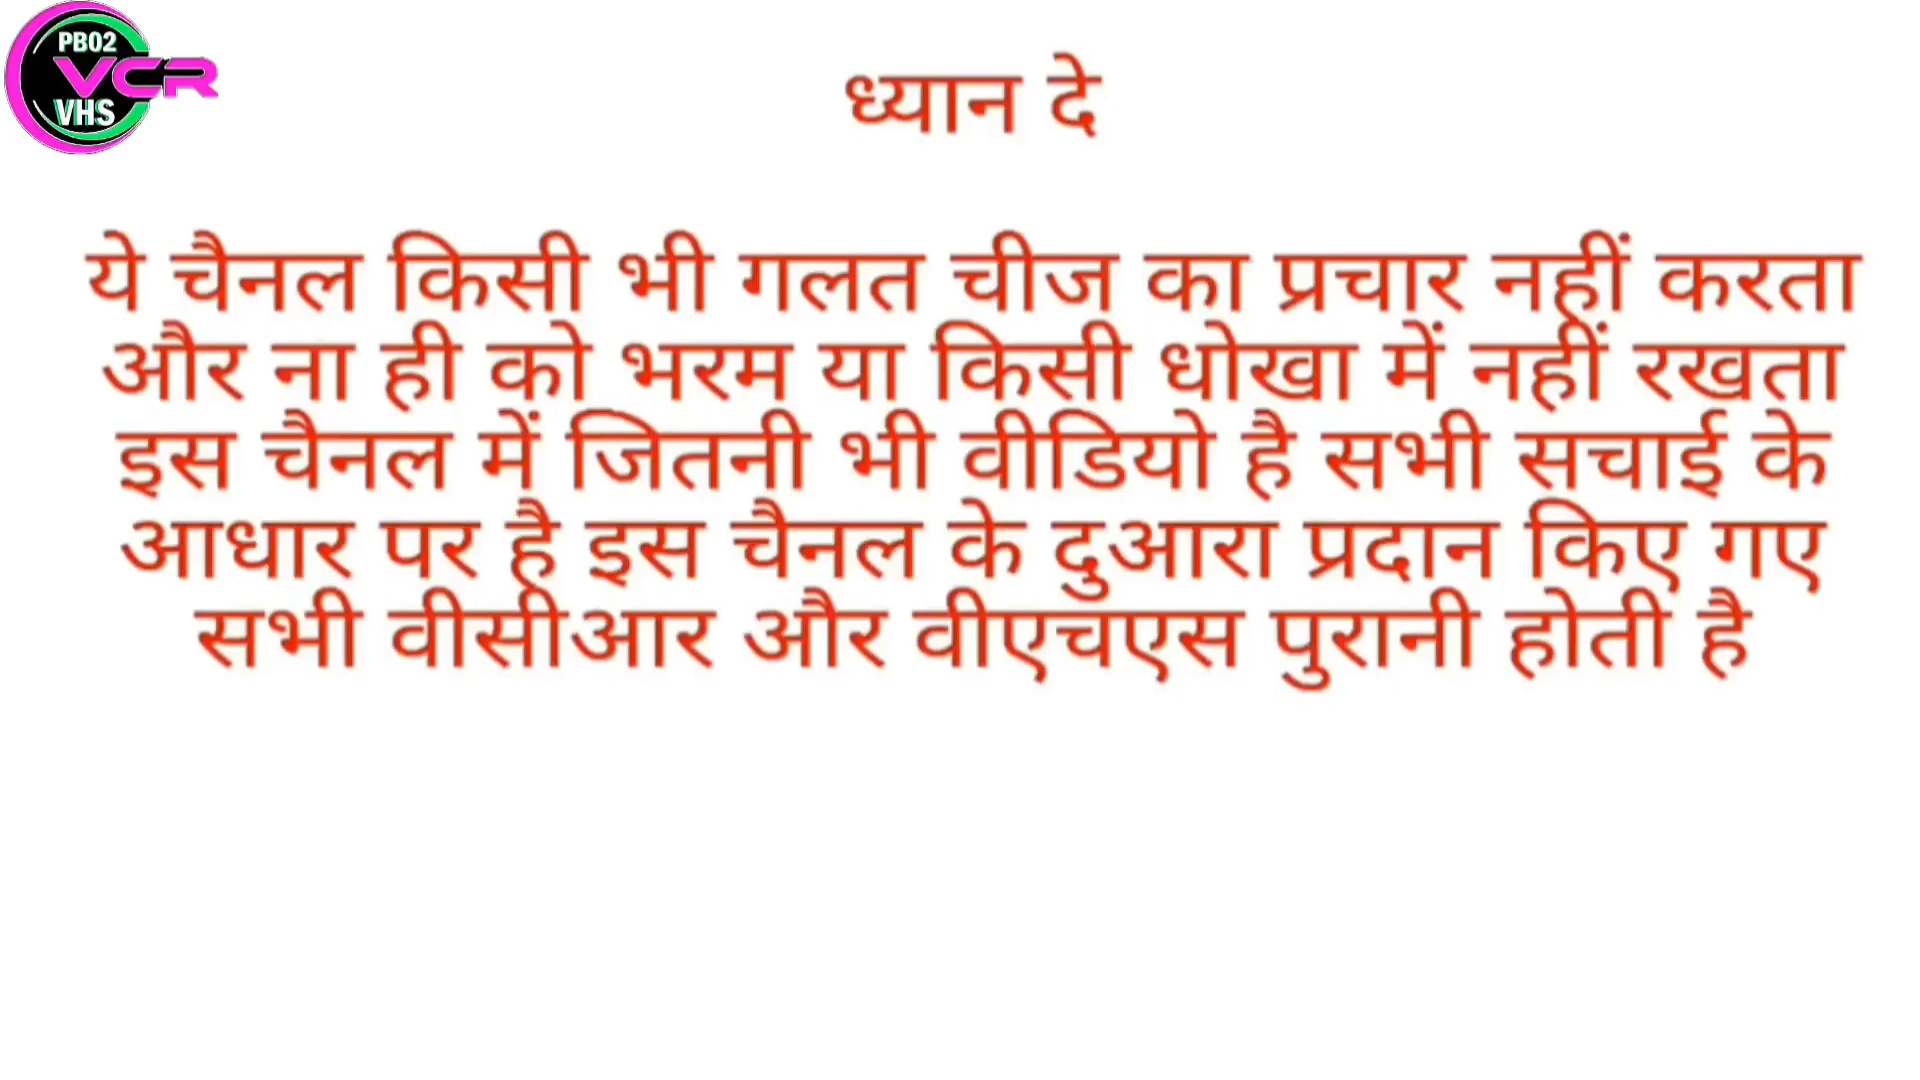 PB02
VCR
VHS
ध्यान दे
ये चैनल किसी भी गलत चीज का प्रचार नहीं करता
और ना ही को भरम या किसी धोखा में नहीं रखता
इस चैनल में जितनी भी वीडियो है सभी सचाई के
आधार पर है इस चैनल के दुआरा प्रदान किए गए
सभी वीसीआर और वीएचएस पुरानी होती है